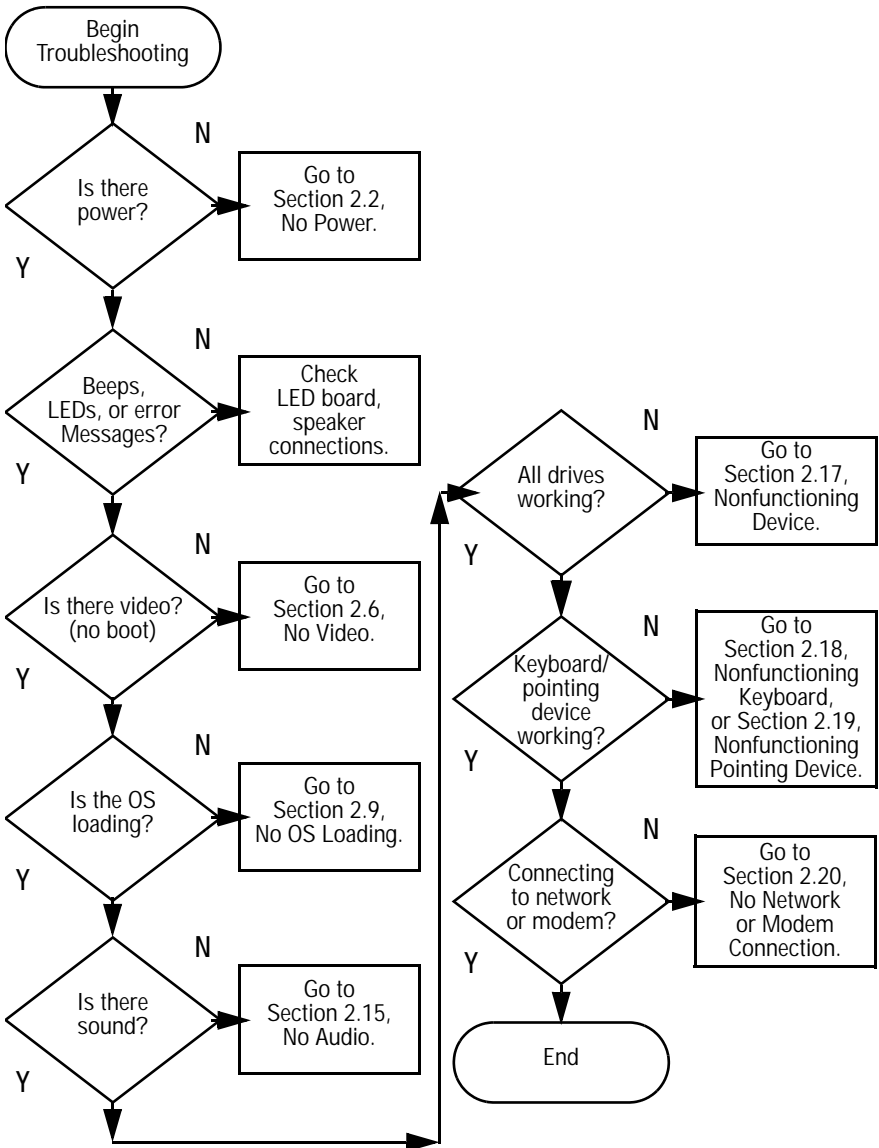 Begin
Troubleshooting
N
Is there
power?
Go to
Section 2.2,
No Power.
Y
N
Beeps,
LEDs, or error
Messages?
Check
LED board,
speaker
connections.
Y
N
Is there video?
(no boot)
Go to
Section 2.6,
No Video.
Y
N
Is the OS
loading?
Go to
Section 2.9,
No OS Loading.
Y
N
Is there
sound?
Go to
Section 2.15,
No Audio.
Y
N
All drives
working?
Go to
Section 2.17,
Nonfunctioning
Device.
Y
N
Keyboard/
pointing
device
working?
Go to
Section 2.18,
Nonfunctioning
Keyboard,
or Section 2.19,
Nonfunctioning
Pointing Device.
Y
N
Connecting
to network
or modem?
Go to
Section 2.20,
No Network
or Modem
Connection.
Y
End